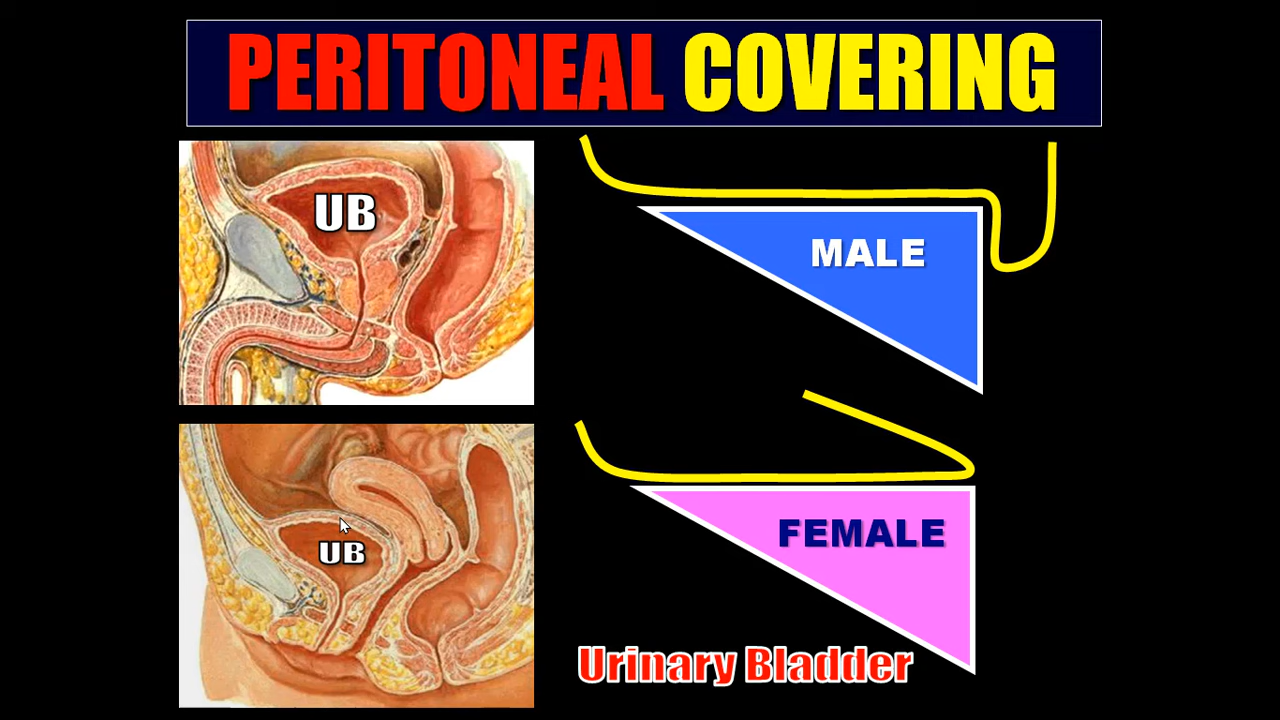 PERITONEAL COVERING
UB
MALE
UB
FEMALE
Urinary Bladder